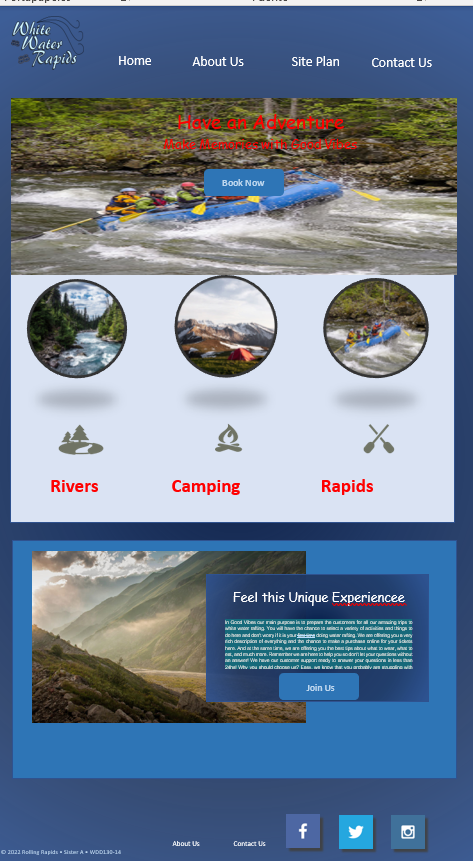 White
Water
Rapids
Home
About Us
Site Plan
Contact Us
Have an Adventure
Make Memories with Good Vibes
Book Now
Rivers
Camping
Rapids
Feel this Unique Experiencee
In Good Vibes our main purpose is to prepare the customers for all our amazing trips to
white water rafting. You will have the chance to select a variety of activities and things to
do here and don't worry if it is your doing water rafting. We are offering you a very
rich description of everything and the chance to make a purchase online for your tickets
here. And at the same time, we are offering you the best tips about what to wear, what to
eat, and much more. Remember we are here to help you so don't let your questions without
an answer! We have our customer support ready to answer your questions in less than
24hs! Why you should choose us? Easy, we know that you probably are struggling with
Join Us
About Us
Contact Us
© 2022 Rolling Rapids • Sister A • WDD130-14